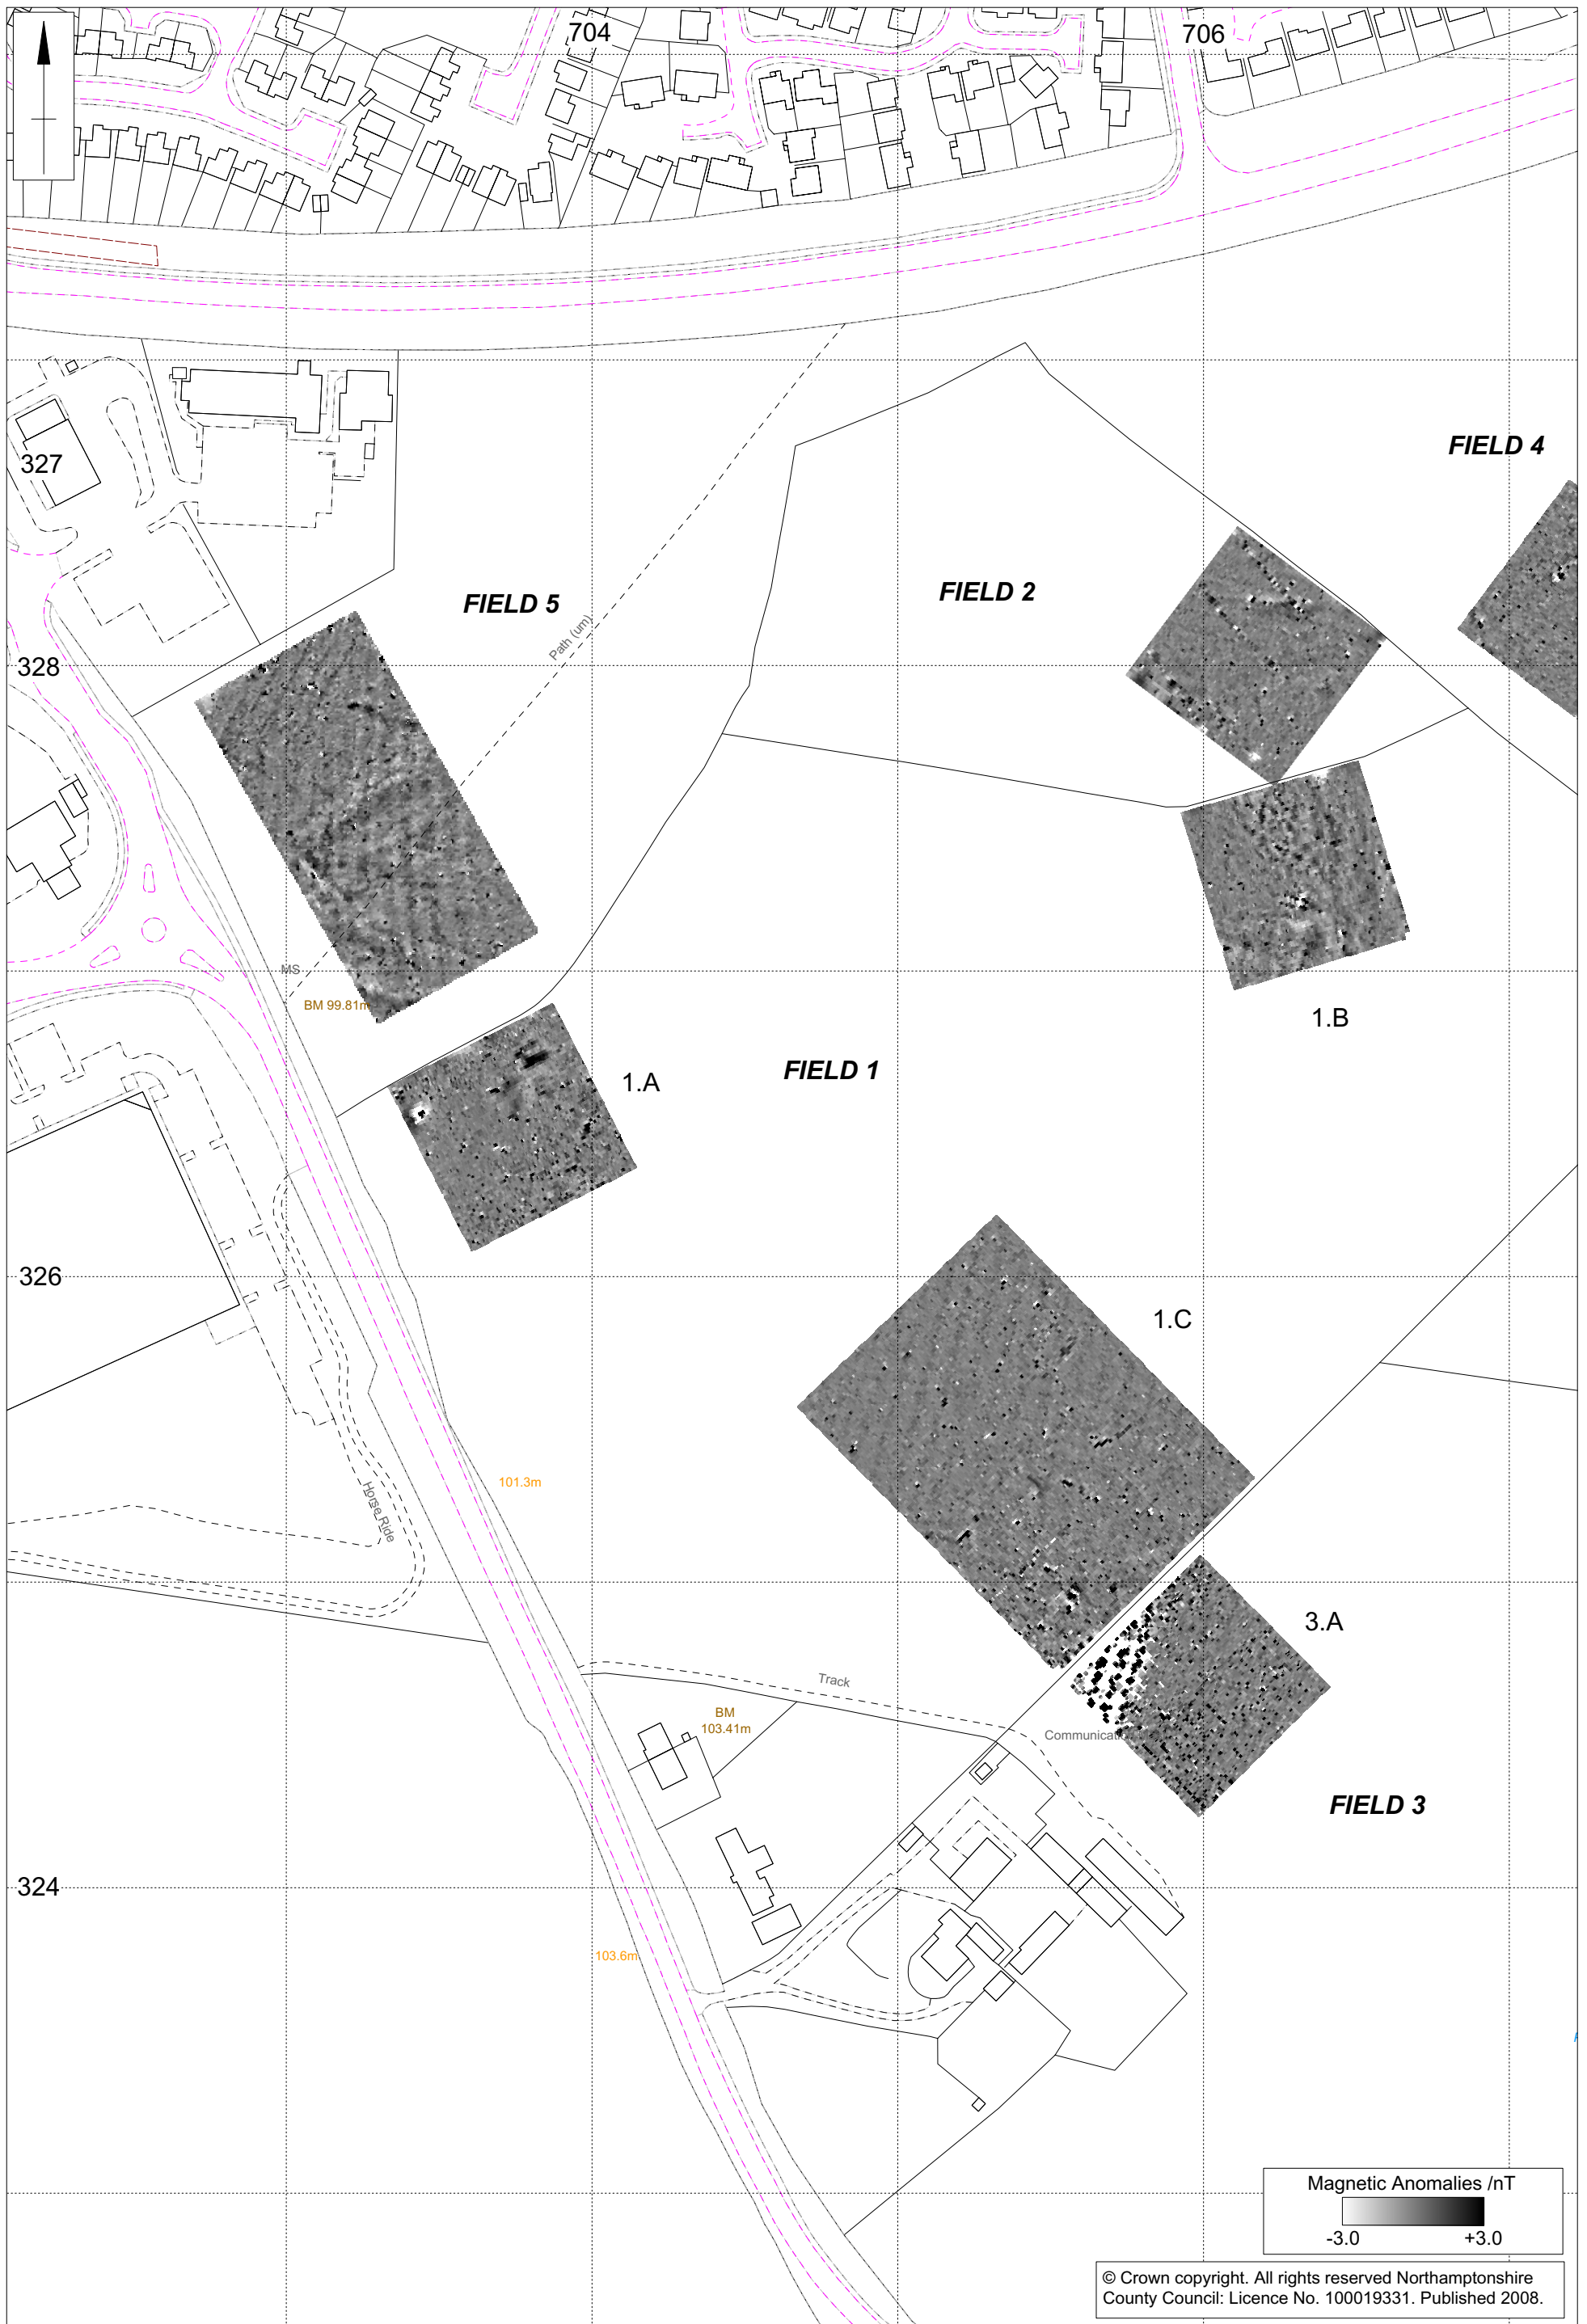 704
706
FIELD 4
327
FIELD 2
FIELD 5
Path (um)
328
MS
BM 99.81m
1.B
FIELD 1
1.A
326
1.C
101.3m
Horse Ride
3.A
Track
BM
103.41m
FIELD 3
324
103.6m
Magnetic Anomalies /nT
-3.0 +3.0
© Crown copyright. All rights reserved Northamptonshire
County Council: Licence No. 100019331. Published 2008.